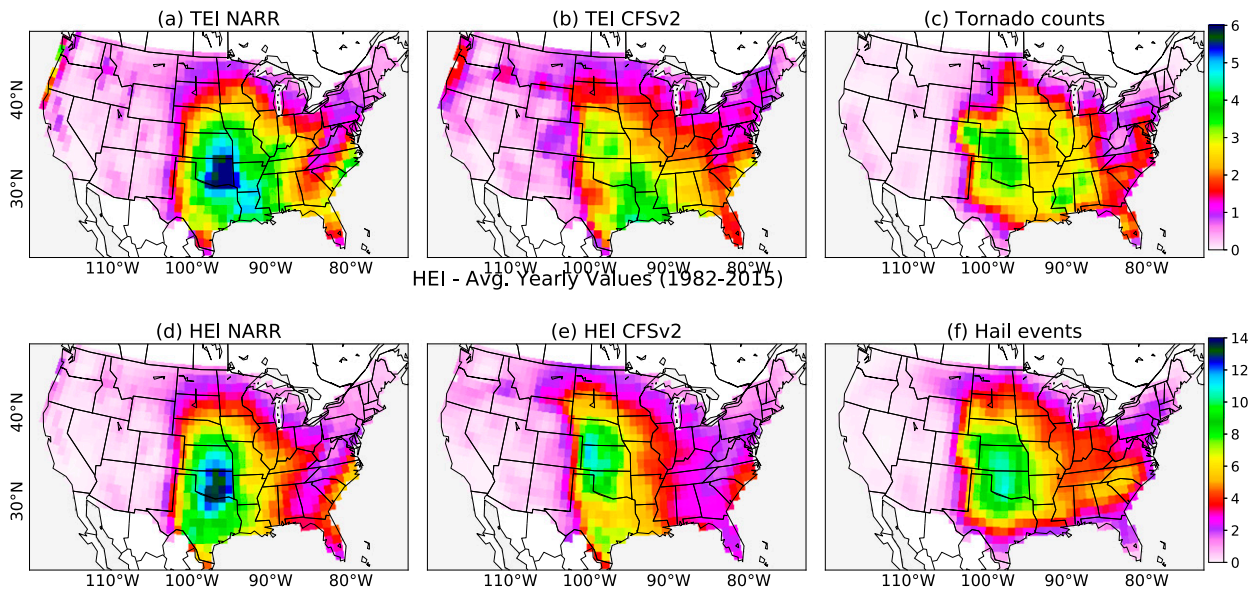 (a) TEI NARR
(b) TEI CFSv2
(c) Tornado counts
40°N
30°N
6
5
4
3
2
1
0
110°W 100°W 90°W 80°W
110°W 100°W 90°W 80°W
110°W 100°W 90°W 80°W
HEI - Avg. Yearly Values (1982-2015)
(d) HEI NARR
(e) HEI CFSv2
(f) Hail events
40°N
30°N
14
12
10
8
6
4
2
0
110°W 100°W 90°W 80°W
110°W 100°W 90°W 80°W
110°W 100°W 90°W 80°W